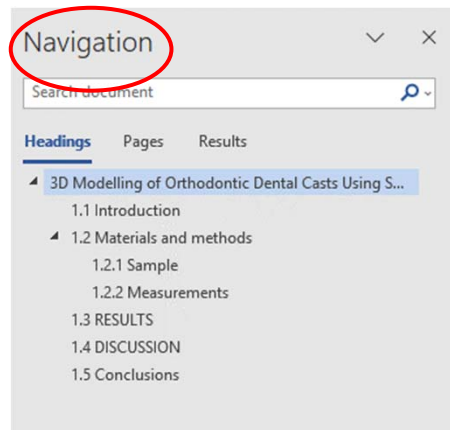 Navigation
Search document
Headings Pages Results
3D Modelling of Orthodontic Dental Casts Using S...
1.1 Introduction
1.2 Materials and methods
1.2.1 Sample
1.2.2 Measurements
1.3 RESULTS
1.4 DISCUSSION
1.5 Conclusions